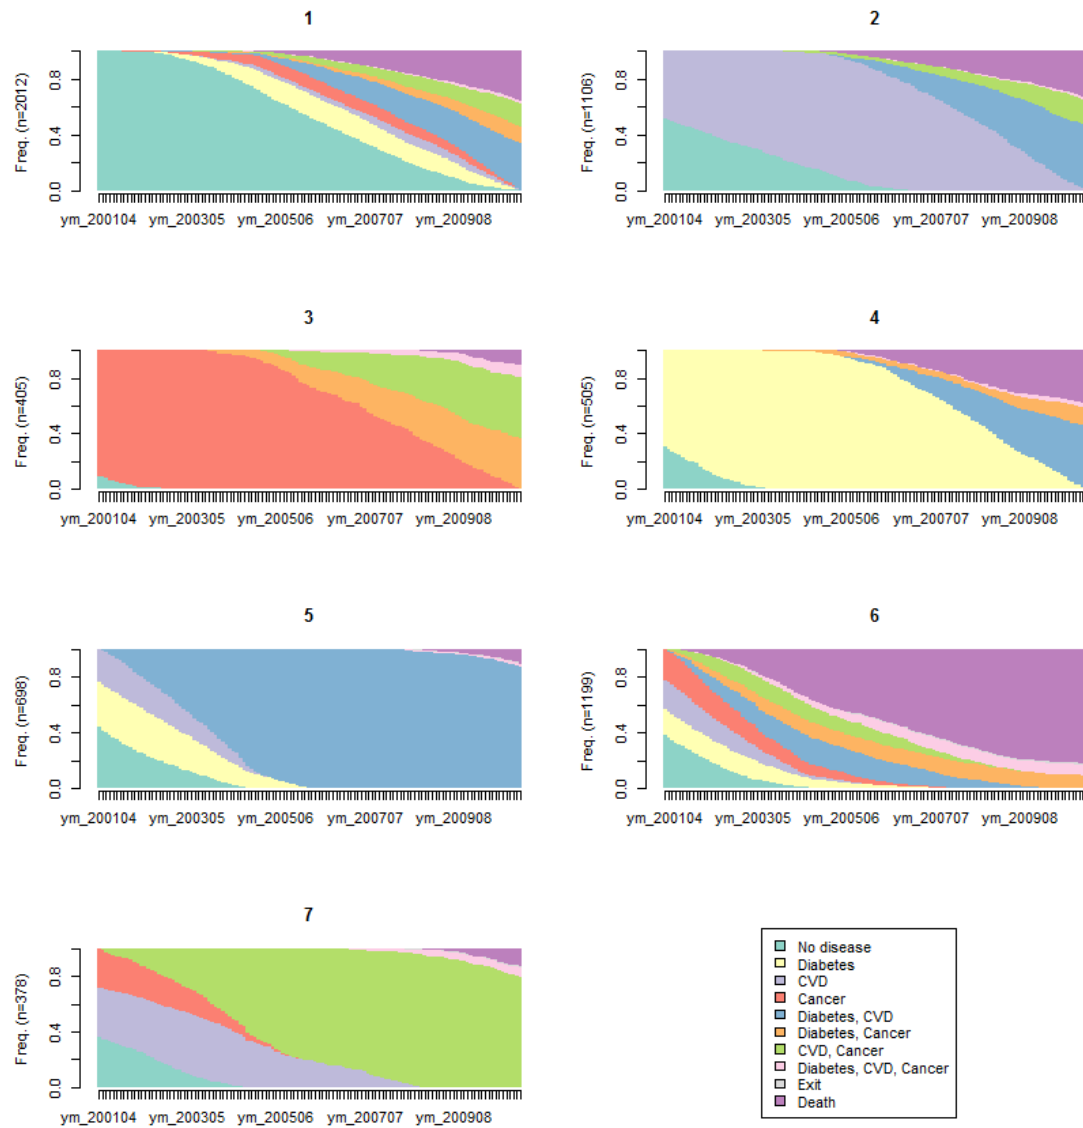 1
2
Freq. (n=2012)
0.0 0.4 0.8
ym_200104 ym_200305 ym_200506 ym_200707 ym_200908
Freq. (n=1106)
0.0 0.4 0.8
ym_200104 ym_200305 ym_200506 ym_200707 ym_200908
3
4
Freq. (n=405)
0.0 0.4 0.8
ym_200104 ym_200305 ym_200506 ym_200707 ym_200908
Freq. (n=505)
0.0 0.4 0.8
ym_200104 ym_200305 ym_200506 ym_200707 ym_200908
5
6
Freq. (n=698)
0.0 0.4 0.8
ym_200104 ym_200305 ym_200506 ym_200707 ym_200908
Freq. (n=1199)
0.0 0.4 0.8
ym_200104 ym_200305 ym_200506 ym_200707 ym_200908
7
Freq. (n=378)
0.0 0.4 0.8
ym_200104 ym_200305 ym_200506 ym_200707 ym_200908
No disease
Diabetes
CVD
Cancer
Diabetes, CVD
Diabetes, Cancer
CVD, Cancer
Diabetes, CVD, Cancer
Exit
Death